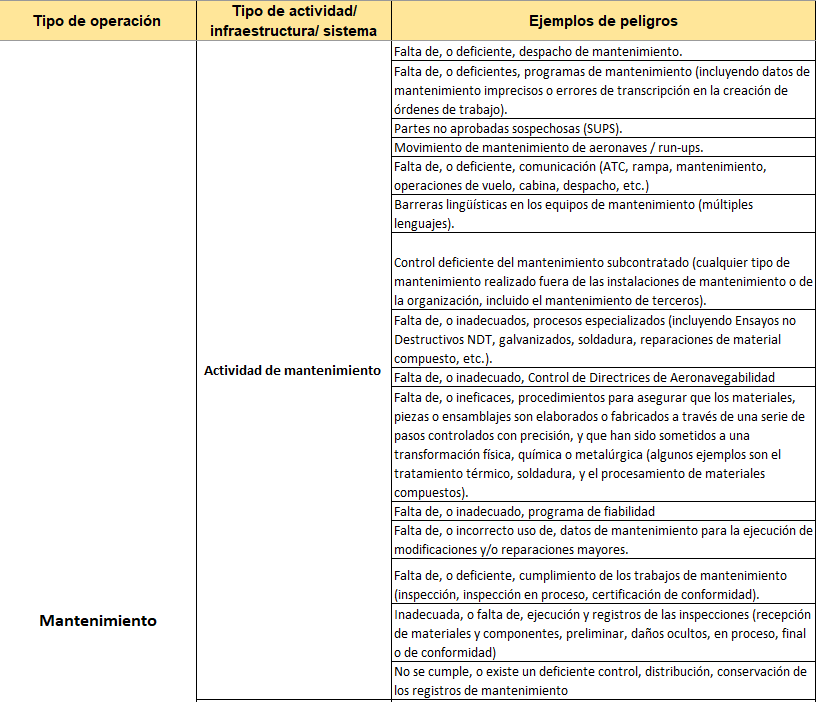 Tipo de operación
Tipo de actividad/
infraestructura/ sistema
Ejemplos de peligros
Falta de, o deficiente, despacho de mantenimiento.
Falta de, o deficientes, programas de mantenimiento (incluyendo datos de
mantenimiento imprecisos o errores de transcripción en la creación de
órdenes de trabajo).
Partes no aprobadas sospechosas (SUPS).
Movimiento de mantenimiento de aeronaves / run-ups.
Falta de, o deficiente, comunicación (ATC, rampa, mantenimiento,
operaciones de vuelo, cabina, despacho, etc.)
Barreras lingüísticas en los equipos de mantenimiento (múltiples
lenguajes).
Control deficiente del mantenimiento subcontratado (cualquier tipo de
mantenimiento realizado fuera de las instalaciones de mantenimiento o de
la organización, incluido el mantenimiento de terceros).
Falta de, o inadecuados, procesos especializados (incluyendo Ensayos no
Destructivos NDT, galvanizados, soldadura, reparaciones de material
compuesto, etc.).
Actividad de mantenimiento
Falta de, o inadecuado, Control de Directrices de Aeronavegabilidad
Falta de, o ineficaces, procedimientos para asegurar que los materiales,
piezas o ensamblajes son elaborados o fabricados a través de una serie de
pasos controlados con precisión, y que han sido sometidos a una
transformación física, química o metalúrgica (algunos ejemplos son el
tratamiento térmico, soldadura, y el procesamiento de materiales
compuestos).
Falta de, o inadecuado, programa de fiabilidad
Falta de, o incorrecto uso de, datos de mantenimiento para la ejecución de
modificaciones y/o reparaciones mayores.
Falta de, o deficiente, cumplimiento de los trabajos de mantenimiento
(inspección, inspección en proceso, certificación de conformidad).
Mantenimiento
Inadecuada, o falta de, ejecución y registros de las inspecciones (recepción
de materiales y componentes, preliminar, daños ocultos, en proceso, final
o de conformidad)
No se cumple, o existe un deficiente control, distribución, conservación de
los registros de mantenimiento